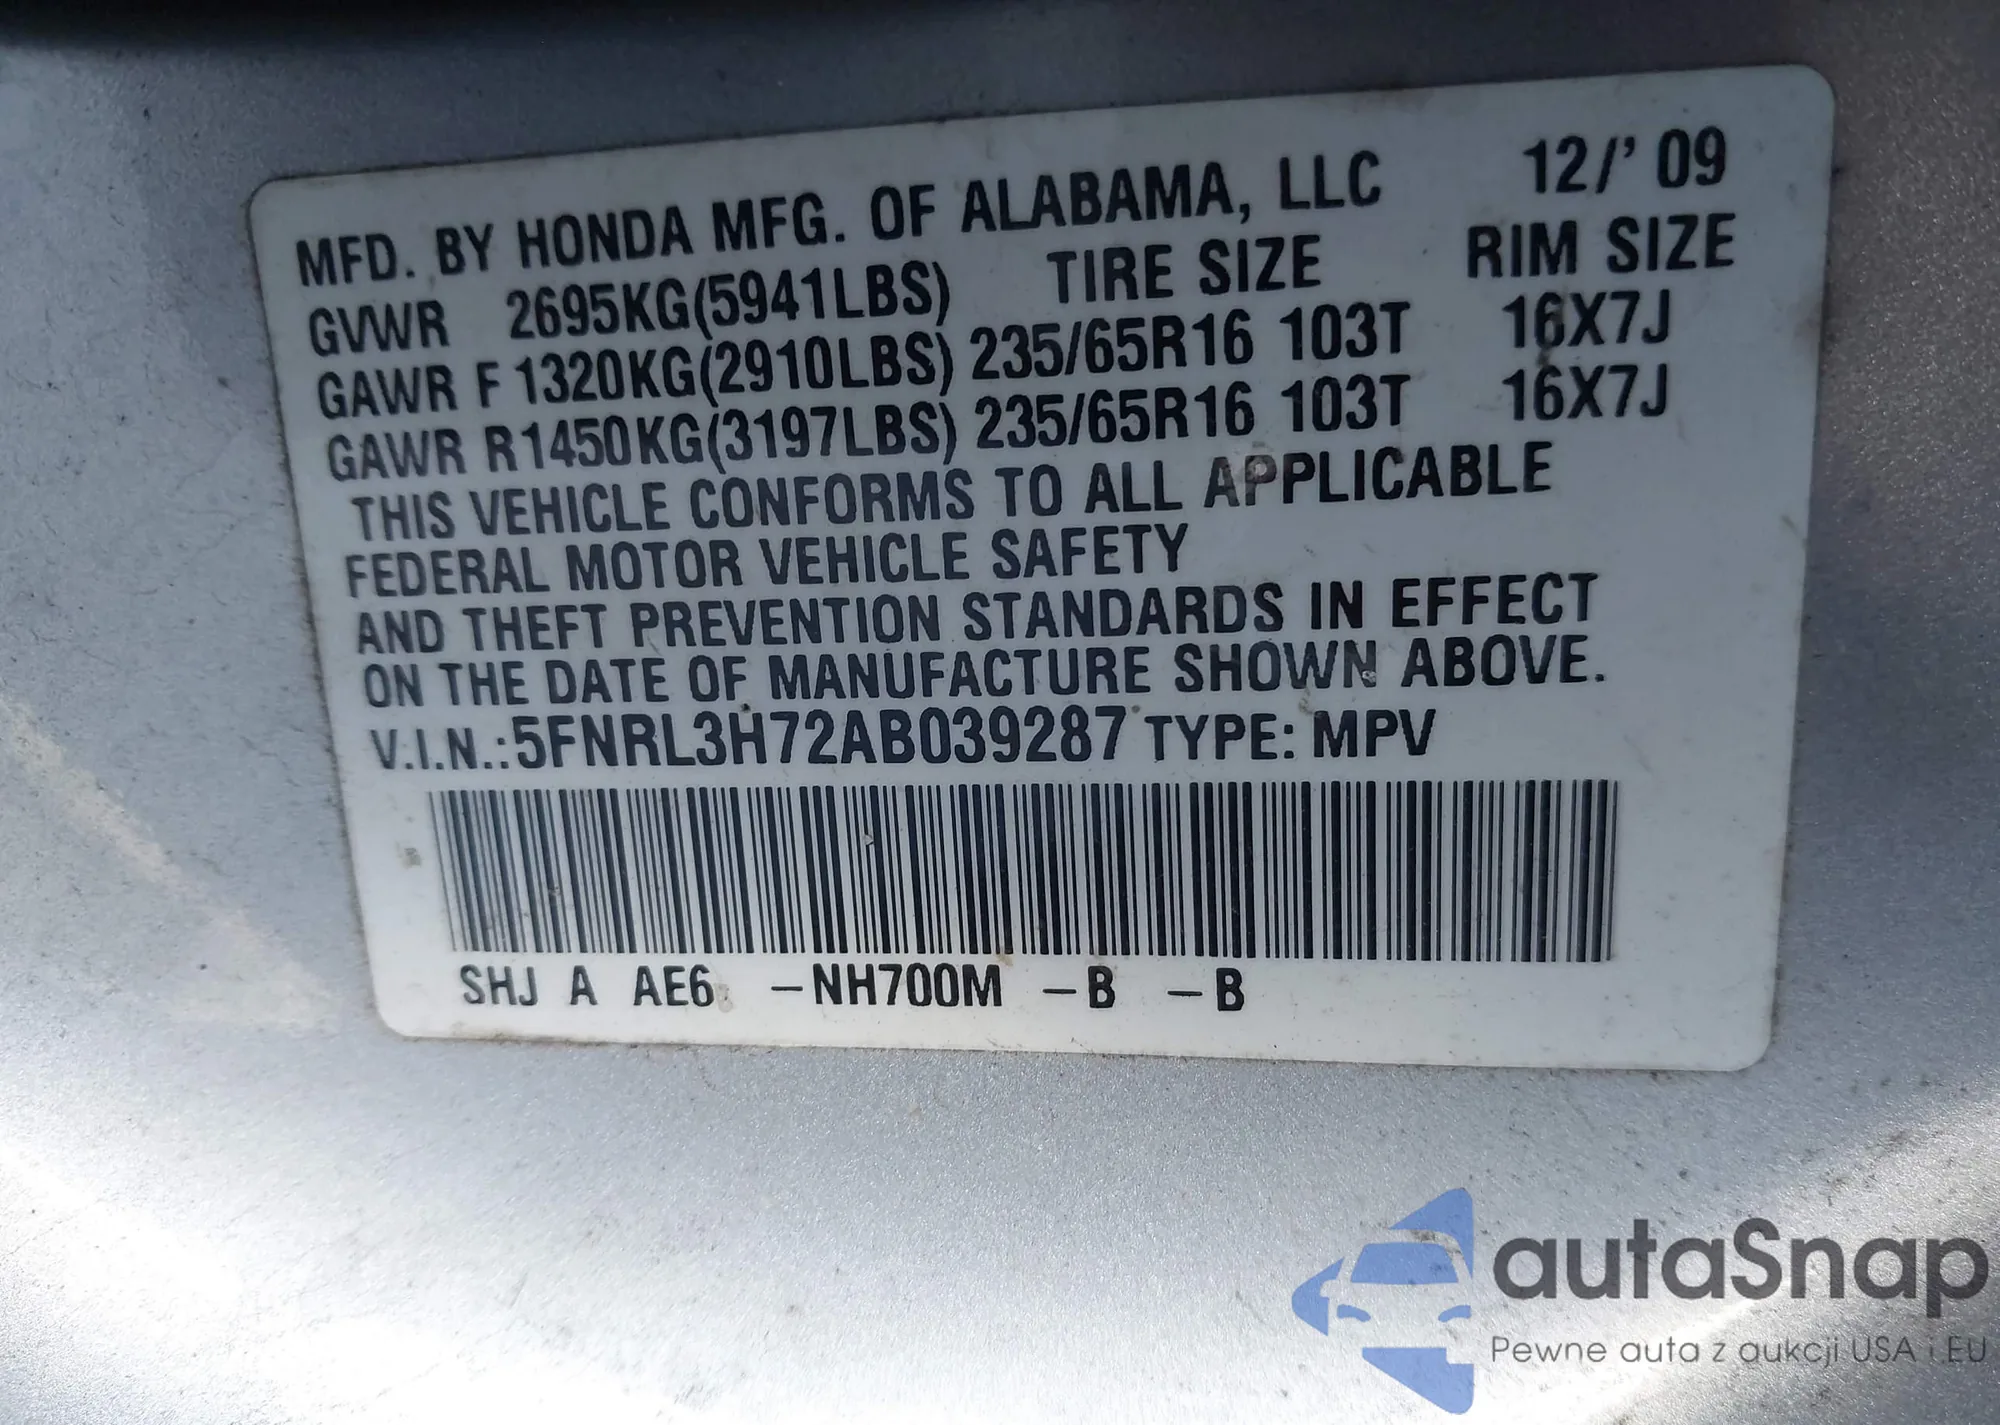 MFD. BY HONDA MFG. OF ALABAMA, LLC 12/'09
GVWR 2695KG(5941LBS) TIRE SIZE RIM SIZE
GAWR F 1320KG(2910LBS) 235/65R16 103T 16X7J
GAWR R1450KG(3197LBS) 235/65R16 103T 16X7J
THIS VEHICLE CONFORMS TO ALL APPLICABLE
FEDERAL MOTOR VEHICLE SAFETY
AND THEFT PREVENTION STANDARDS IN EFFECT
ON THE DATE OF MANUFACTURE SHOWN ABOVE.
V.I.N.:5FNRL3H72AB039287 TYPE: MPV
SHJ A AE6 -NH700M -B -B
autaSnap
Pewne auta z aukcji USA i EU